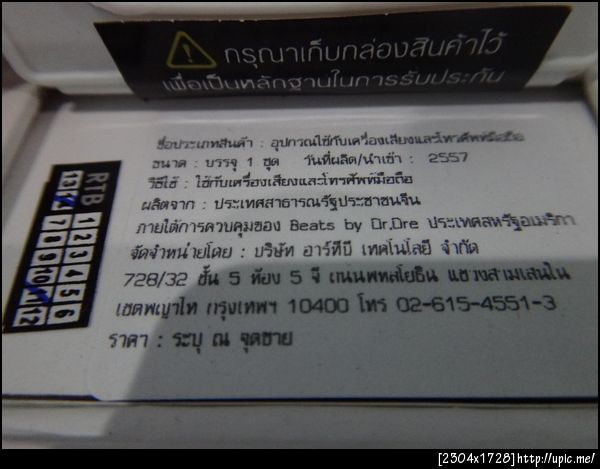 กรุณาเก็บกล่องสินค้าไว้
เพื่อเป็นหลักฐานในการรับประกัน
ชื่อประเภทสินค้า : อุปกรณ์ใช้กับเครื่องเสียงและโทรศัพท์มือถือ
ขนาด : บรรจุ 1 ชุด วันที่ผลิต/นำเข้า : 2557
วิธีใช้ : ใช้กับเครื่องเสียงและโทรศัพท์มือถือ
ผลิตจาก : ประเทศสาธารณรัฐประชาชนจีน
ภายใต้การควบคุมของ Beats by Dr.Dre ประเทศสหรัฐอเมริกา
จัดจำหน่ายโดย : บริษัท อาร์ทีบี เทคโนโลยี จำกัด
728/32 ชั้น 5 ห้อง 5 จี ถนนพหลโยธิน แขวงสามเสนใน
เขตพญาไท กรุงเทพฯ 10400 โทร 02-615-4551-3
ราคา : ระบุ ณ จุดขาย
RTB
1 2 3 4 5 6
7 8 9 10 11 12
13
[2304x1728]http://upic.me/